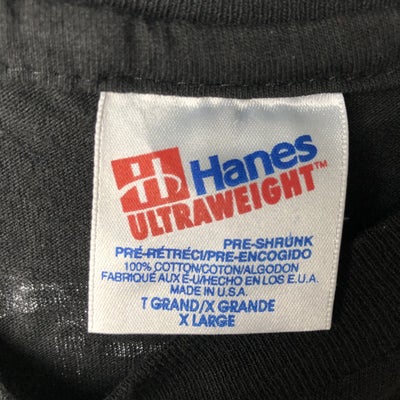 Hanes
ULTRAWEIGHT™
PRE-SHRUNK
PRÉ-RÉTRÉCI/PRE-ENCOGIDO
100% COTTON/COTON/ALGODON
FABRIQUÉ AUX É-U/HECHO EN LOS E.U.A.
MADE IN U.S.A.
T GRAND/X GRANDE
X LARGE